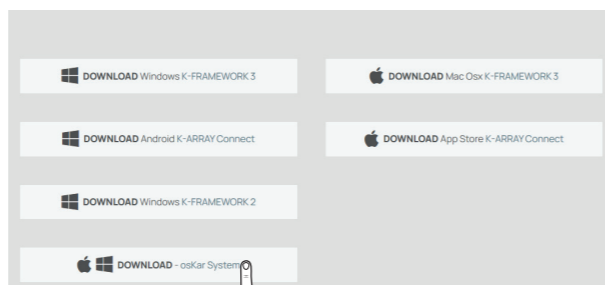 DOWNLOAD Windows K-FRAMEWORK 3
DOWNLOAD Mac Osx K-FRAMEWORK 3
DOWNLOAD Android K-ARRAY Connect
DOWNLOAD App Store K-ARRAY Connect
DOWNLOAD Windows K-FRAMEWORK 2
DOWNLOAD - osKar System